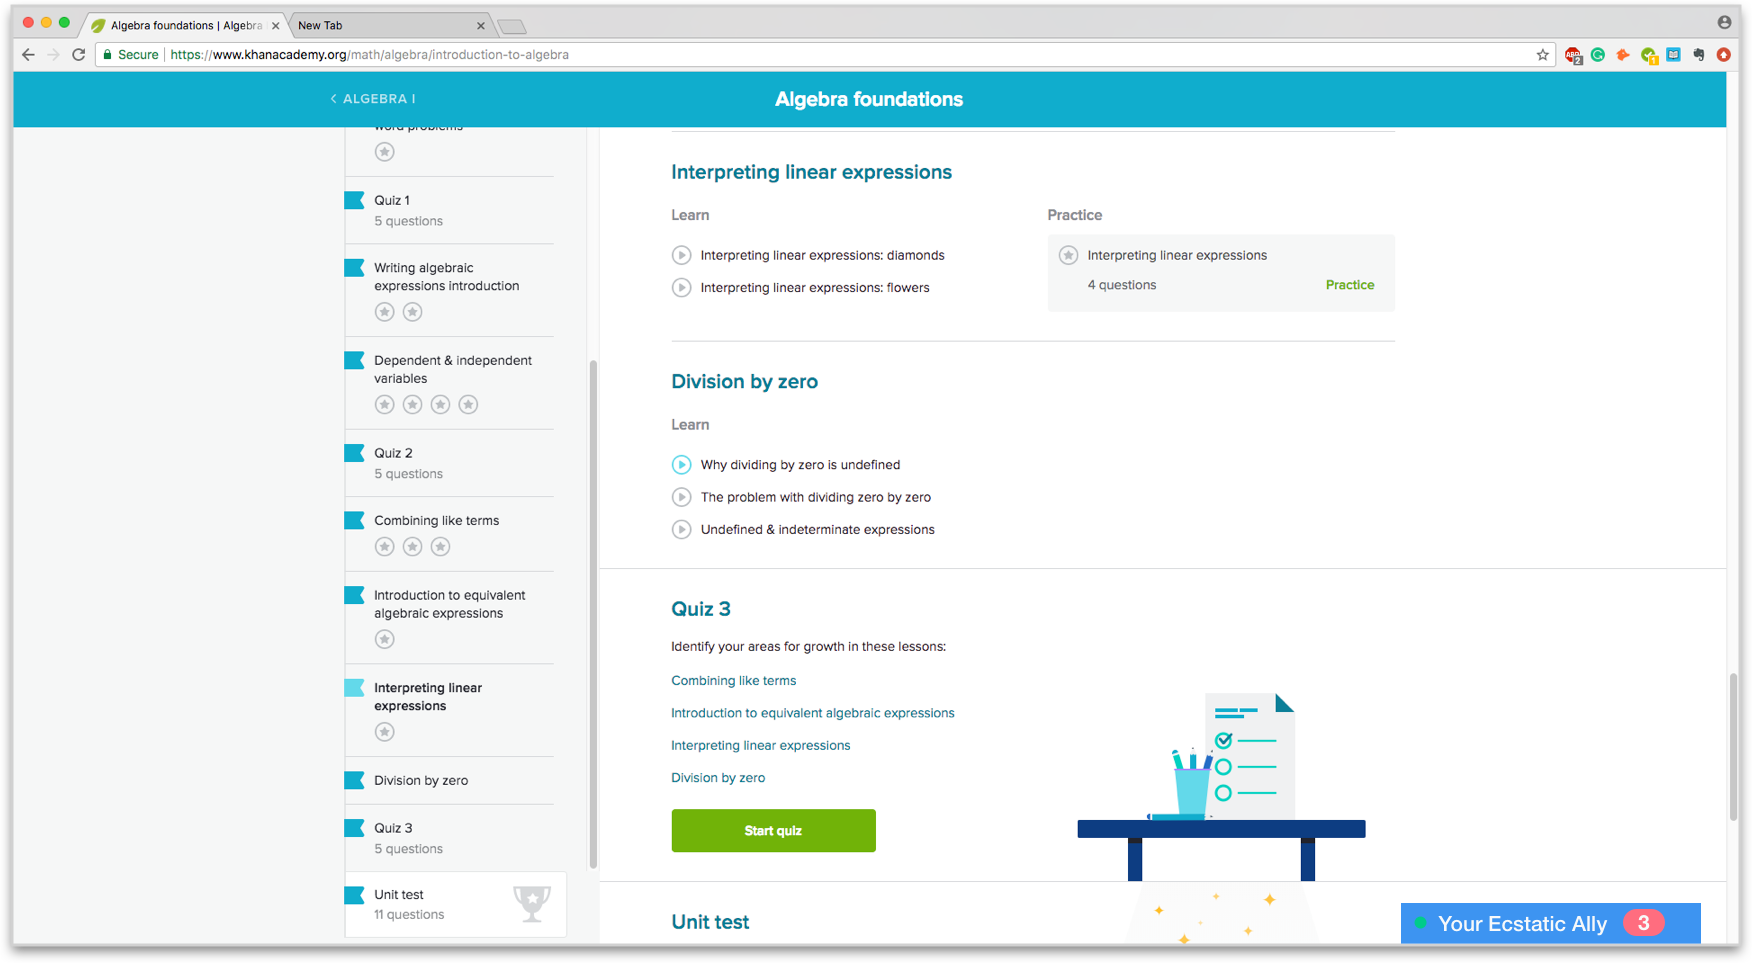 Algebra foundations | Algebra
New Tab
Secure
https://www.khanacademy.org/math/algebra/introduction-to-algebra
ABP
2
1
ALGEBRA I
Algebra foundations
word problems
Quiz 1
5 questions
Writing algebraic
expressions introduction
Dependent & independent
variables
Quiz 2
5 questions
Combining like terms
Introduction to equivalent
algebraic expressions
Interpreting linear
expressions
Division by zero
Quiz 3
5 questions
Unit test
11 questions
Interpreting linear expressions
Learn
Interpreting linear expressions: diamonds
Interpreting linear expressions: flowers
Practice
Interpreting linear expressions
4 questions
Practice
Division by zero
Learn
Why dividing by zero is undefined
The problem with dividing zero by zero
Undefined & indeterminate expressions
Quiz 3
Identify your areas for growth in these lessons:
Combining like terms
Introduction to equivalent algebraic expressions
Interpreting linear expressions
Division by zero
Start quiz
Unit test
Your Ecstatic Ally
3